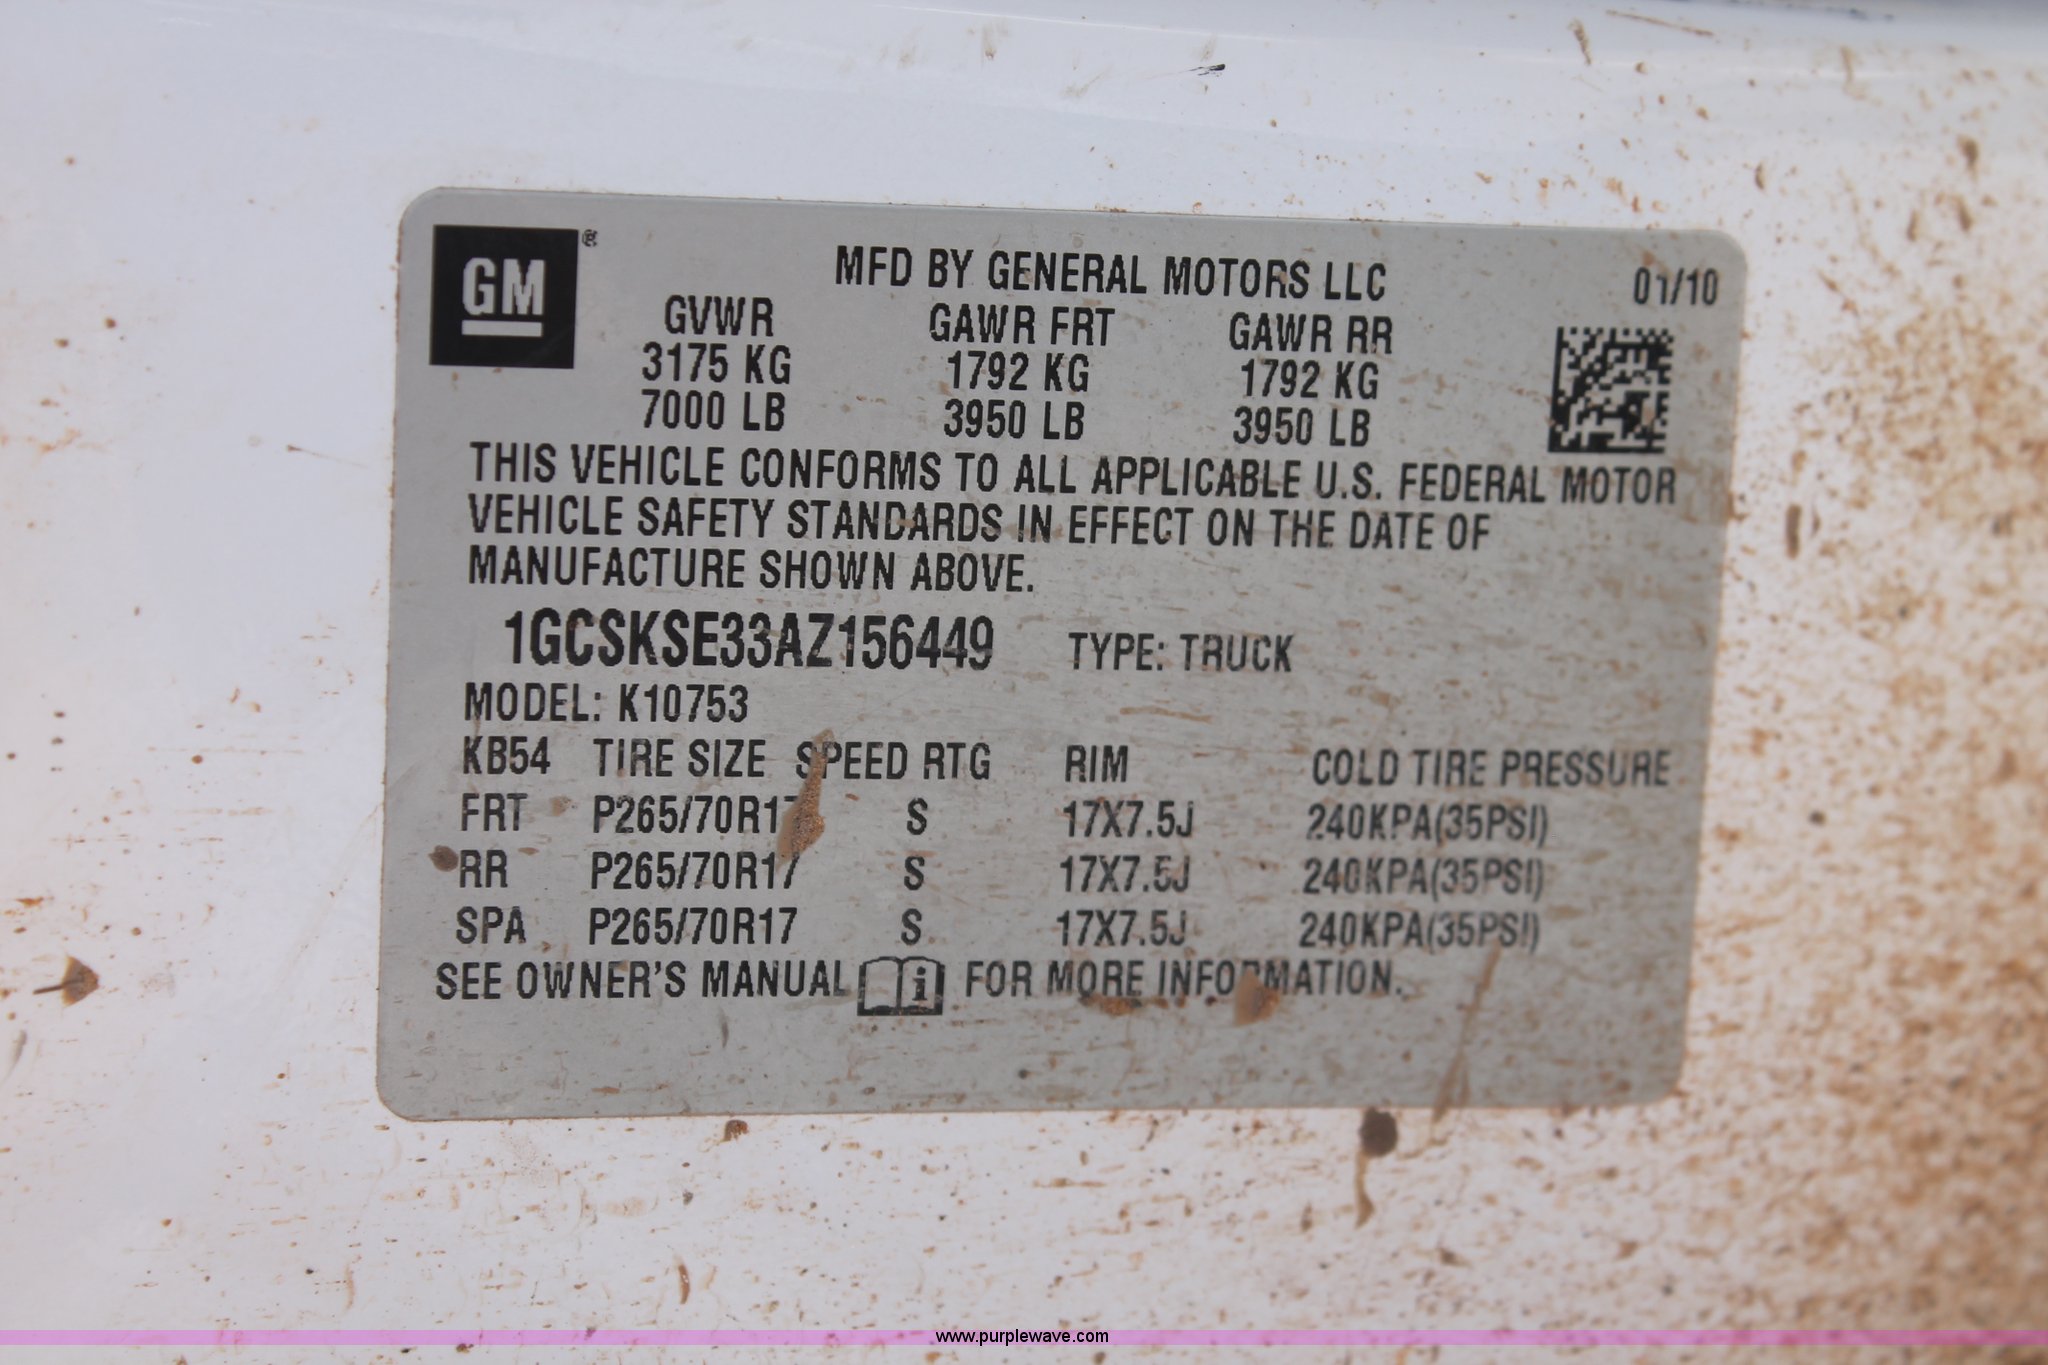 GM ®
MFD BY GENERAL MOTORS LLC 01/10
GVWR GAWR FRT GAWR RR
3175 KG 1792 KG 1792 KG
7000 LB 3950 LB 3950 LB
THIS VEHICLE CONFORMS TO ALL APPLICABLE U.S. FEDERAL MOTOR
VEHICLE SAFETY STANDARDS IN EFFECT ON THE DATE OF
MANUFACTURE SHOWN ABOVE.
1GCSKSE33AZ156449 TYPE: TRUCK
MODEL: K10753
KB54 TIRE SIZE SPEED RTG RIM COLD TIRE PRESSURE
FRT P265/70R17 S 17X7.5J 240KPA(35PSI)
RR P265/70R17 S 17X7.5J 240KPA(35PSI)
SPA P265/70R17 S 17X7.5J 240KPA(35PSI)
SEE OWNER'S MANUAL i FOR MORE INFORMATION.
www.purplewave.com